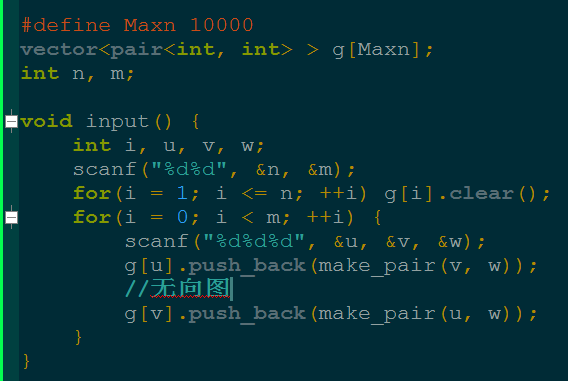 #define Maxn 10000
vector<pair<int, int> > g[Maxn];
int n, m;
void input() {
int i, u, v, w;
scanf("%d%d", &n, &m);
for(i = 1; i <= n; ++i) g[i].clear();
for(i = 0; i < m; ++i) {
scanf("%d%d%d", &u, &v, &w);
g[u].push_back(make_pair(v, w));
//无向图
g[v].push_back(make_pair(u, w));
}
}